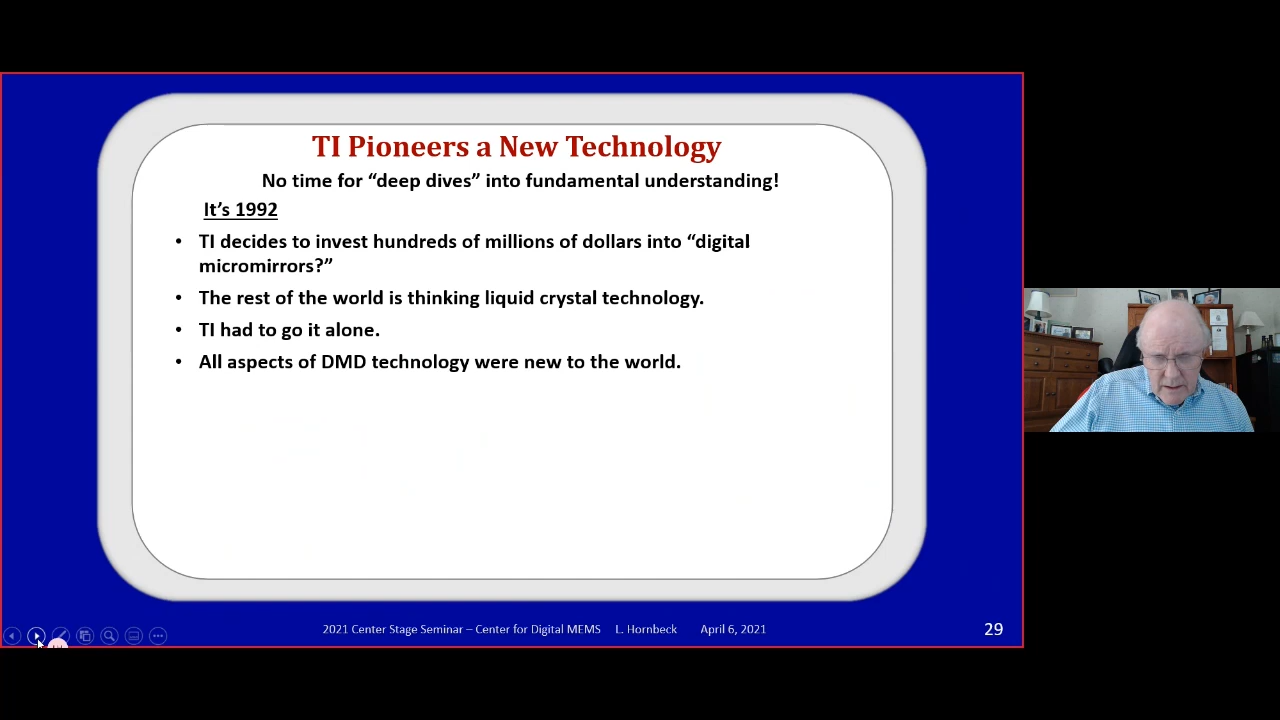 TI Pioneers a New Technology
No time for “deep dives” into fundamental understanding!
It’s 1992
• TI decides to invest hundreds of millions of dollars into “digital
micromirrors?”
• The rest of the world is thinking liquid crystal technology.
• TI had to go it alone.
• All aspects of DMD technology were new to the world.
2021 Center Stage Seminar – Center for Digital MEMS L. Hornbeck April 6, 2021
29